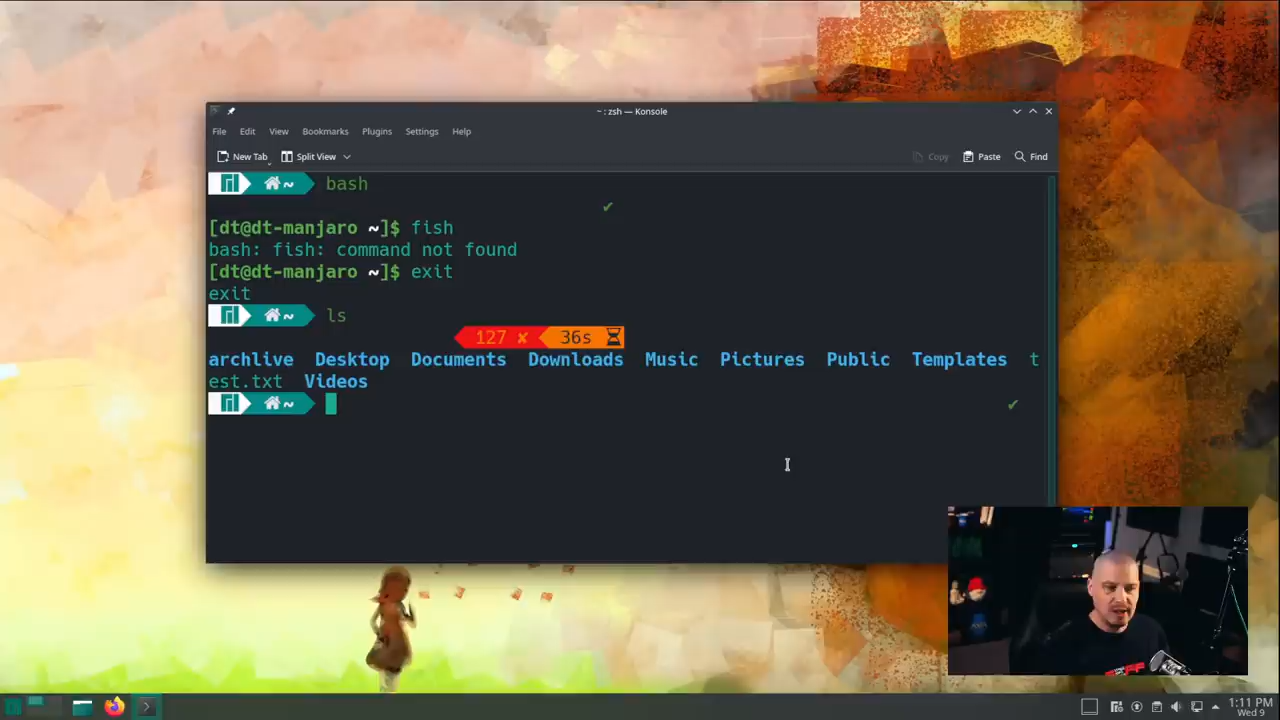 ~ : zsh — Konsole
File Edit View Bookmarks Plugins Settings Help
New Tab Split View Copy Paste Find
~ bash
✔
[dt@dt-manjaro ~]$ fish
bash: fish: command not found
[dt@dt-manjaro ~]$ exit
exit
~ ls
127 ✘ 36s
archlive Desktop Documents Downloads Music Pictures Public Templates t
est.txt Videos
~ ✔
1:11 PM
Wed 9